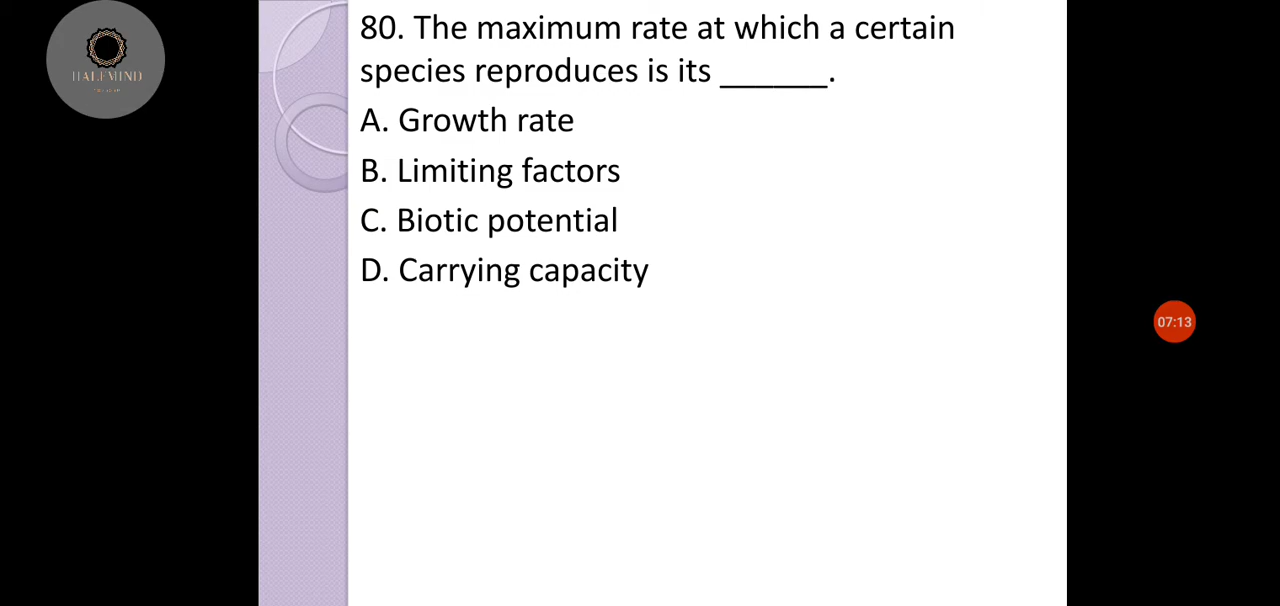 HALFMIND
80. The maximum rate at which a certain
species reproduces is its ______.
A. Growth rate
B. Limiting factors
C. Biotic potential
D. Carrying capacity
07:13